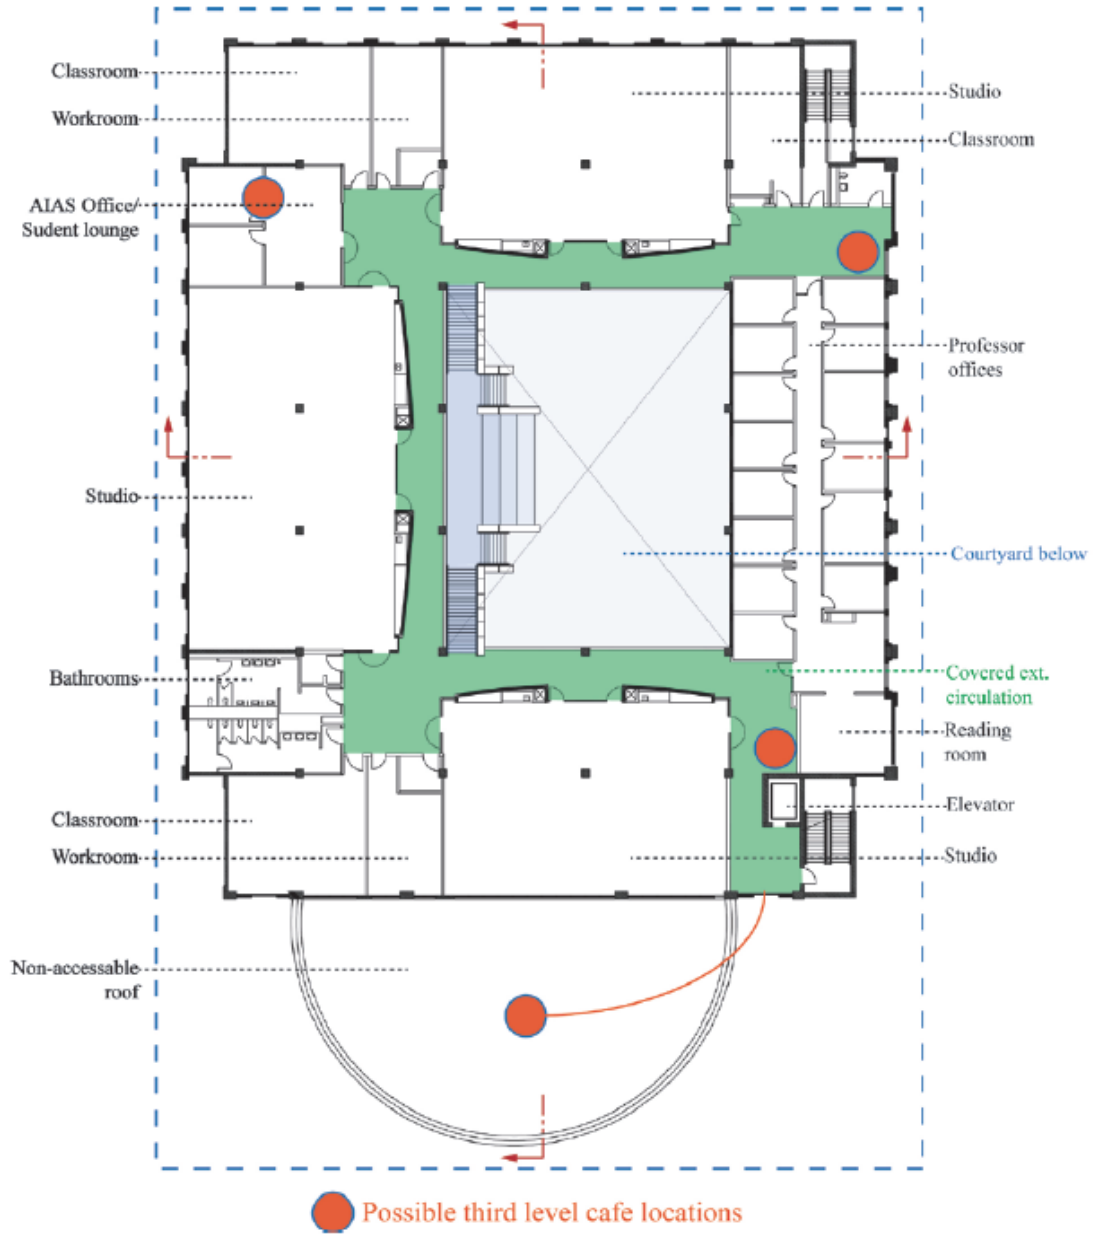 Classroom
Workroom
AIAS Office/
Sudent lounge
Studio
Bathrooms
Classroom
Workroom
Non-accessable
roof
Studio
Classroom
Professor
offices
Courtyard below
Covered ext.
circulation
Reading
room
Elevator
Studio
Possible third level cafe locations